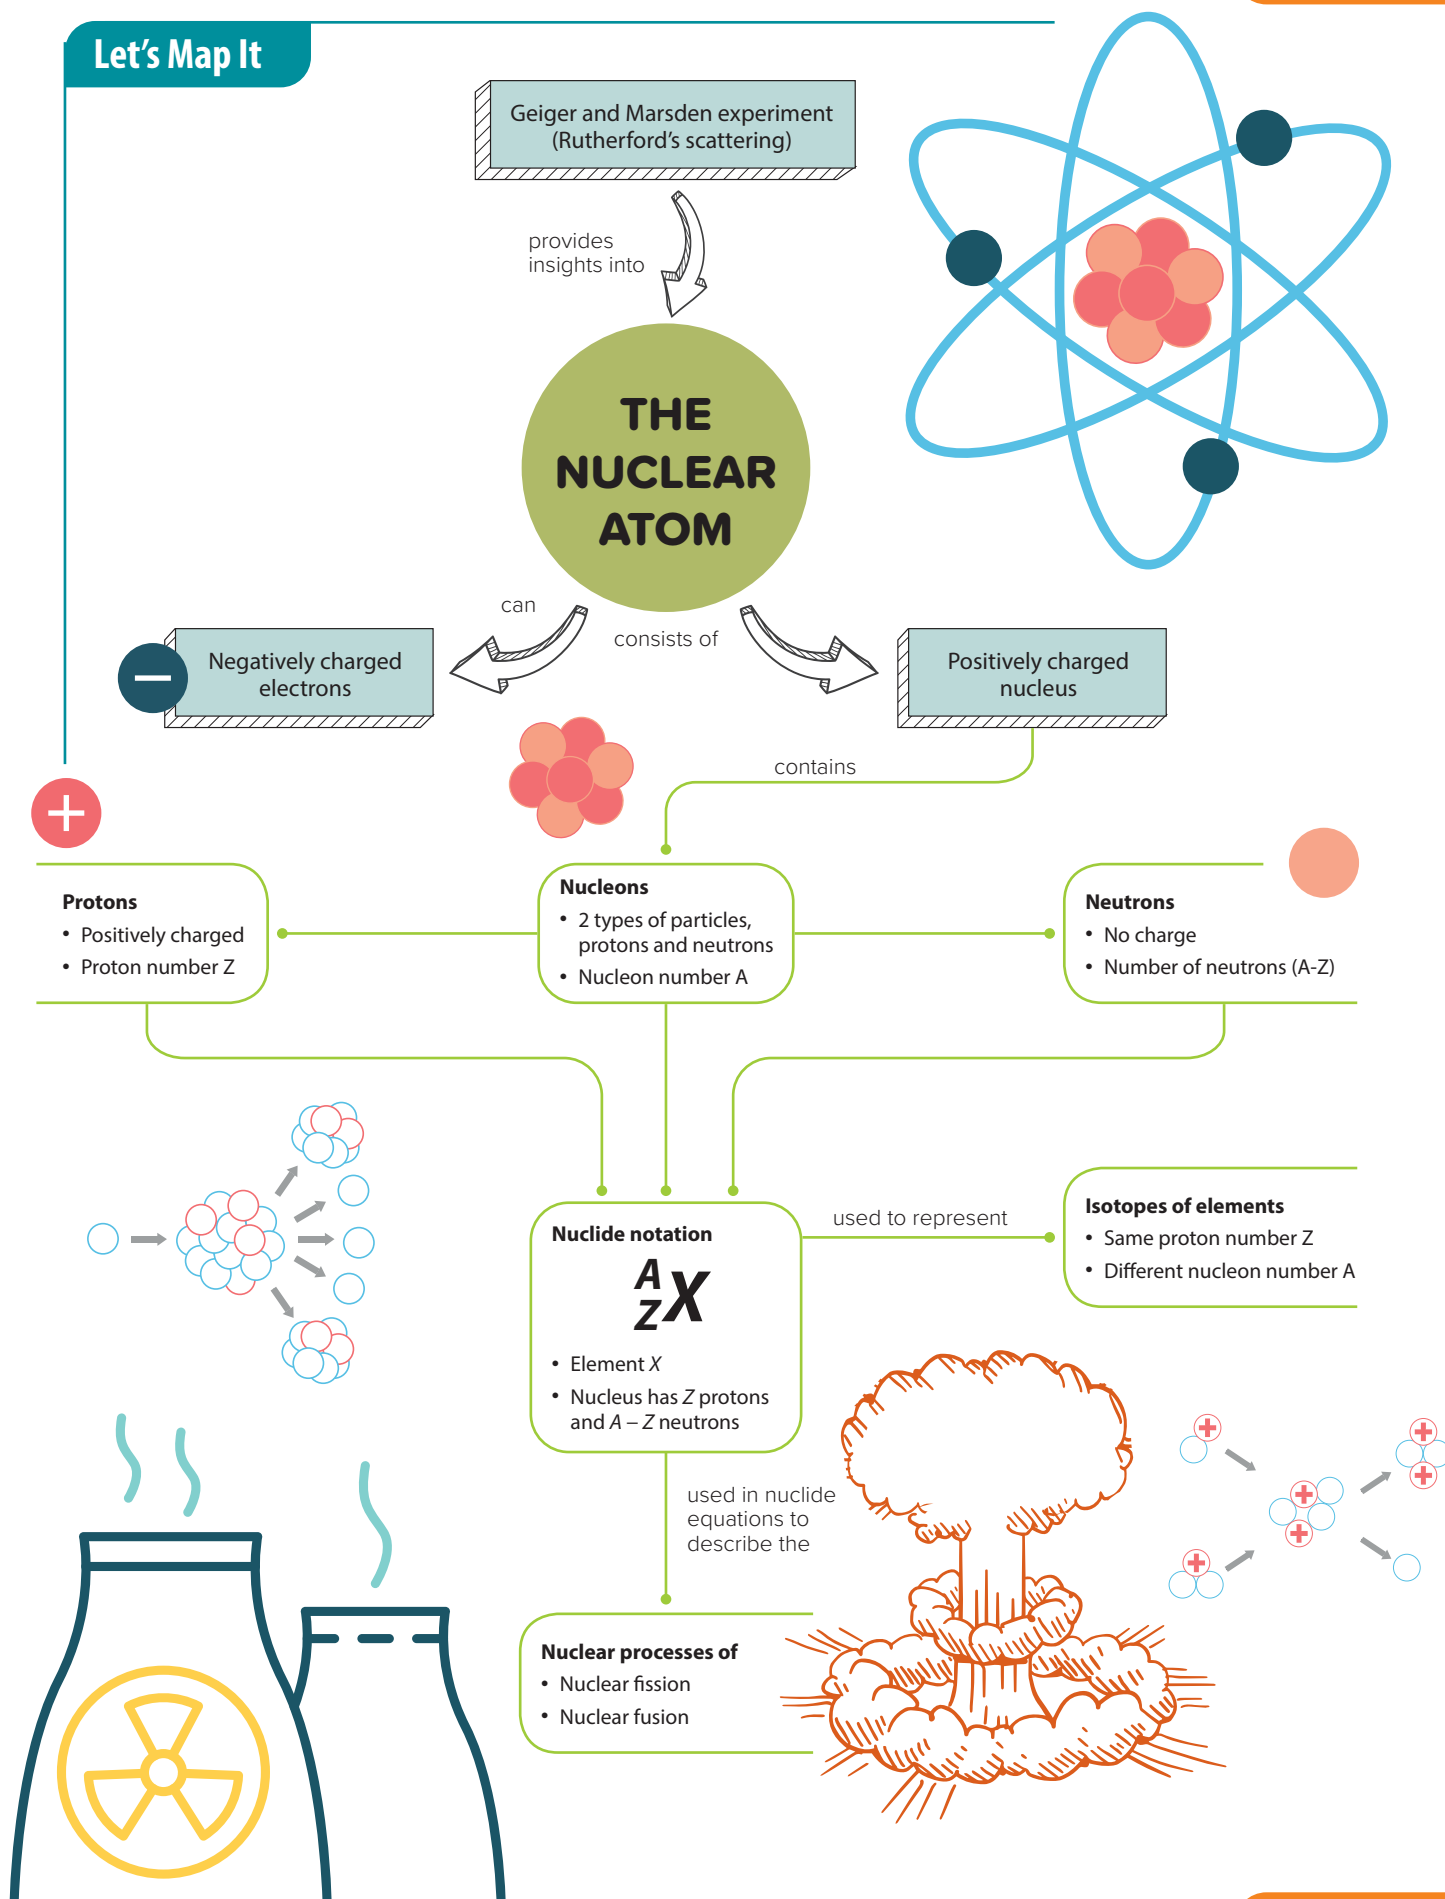 Let's Map It
Geiger and Marsden experiment
(Rutherford's scattering)
provides
insights into
THE
NUCLEAR
ATOM
can
consists of
Negatively charged
electrons
Positively charged
nucleus
contains
Protons
• Positively charged
• Proton number Z
Nucleons
• 2 types of particles,
protons and neutrons
• Nucleon number A
Neutrons
• No charge
• Number of neutrons (A-Z)
Nuclide notation
A
Z X
• Element X
• Nucleus has Z protons
and A – Z neutrons
used to represent
Isotopes of elements
• Same proton number Z
• Different nucleon number A
used in nuclide
equations to
describe the
Nuclear processes of
• Nuclear fission
• Nuclear fusion